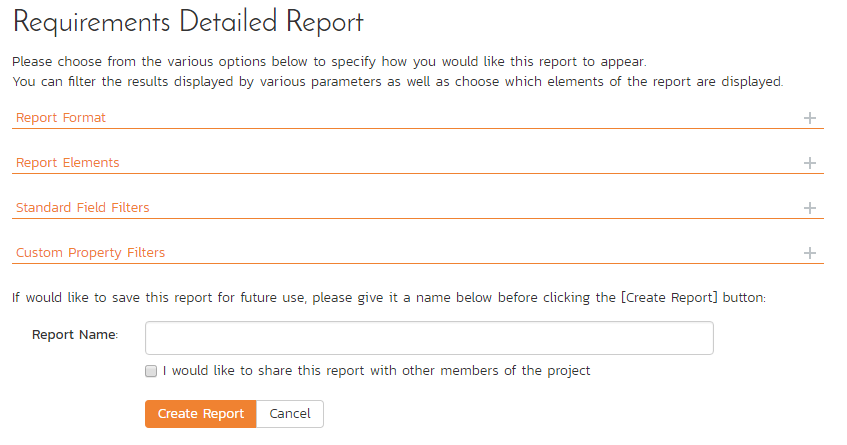 Requirements Detailed Report
Please choose from the various options below to specify how you would like this report to appear.
You can filter the results displayed by various parameters as well as choose which elements of the report are displayed.
Report Format
Report Elements
Standard Field Filters
Custom Property Filters
If would like to save this report for future use, please give it a name below before clicking the [Create Report] button:
Report Name:
I would like to share this report with other members of the project
Create Report Cancel